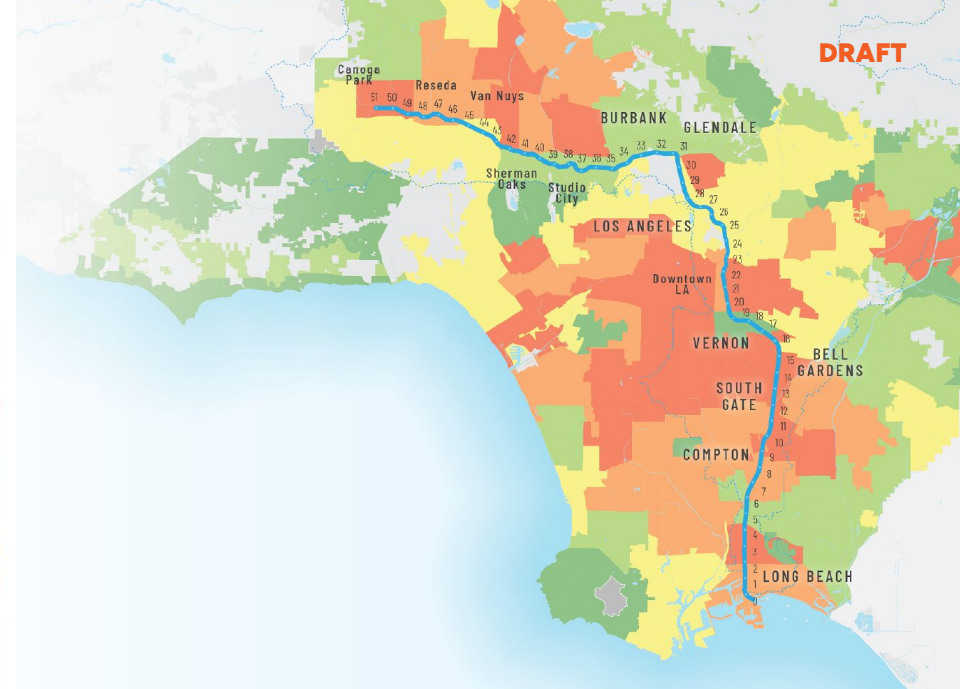 DRAFT
Canoga
Park
Reseda
Van Nuys
BURBANK
GLENDALE
51 50 49 48 47 46 45 44 43 42 41 40 39 38 37 36 35 34 33 32 31
30
29
28
27
26
25
24
23
22
21
20
19
18
17
16
15
14
13
12
11
10
9
8
7
6
5
4
3
2
1
0
Sherman
Oaks
Studio
City
LOS ANGELES
Downtown
LA
VERNON
BELL
GARDENS
SOUTH
GATE
COMPTON
LONG BEACH